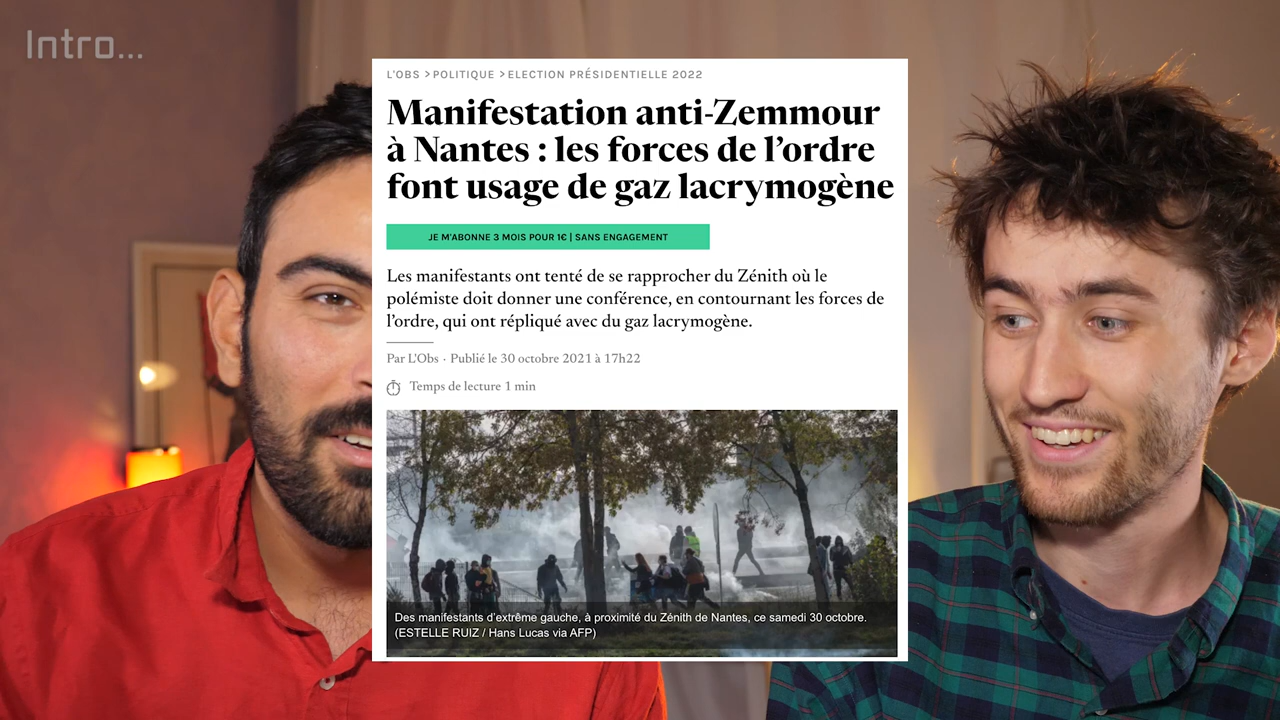 Intro...
L'OBS > POLITIQUE > ELECTION PRÉSIDENTIELLE 2022
Manifestation anti-Zemmour
à Nantes : les forces de l'ordre
font usage de gaz lacrymogène
JE M'ABONNE 3 MOIS POUR 1€ | SANS ENGAGEMENT
Les manifestants ont tenté de se rapprocher du Zénith où le
polémiste doit donner une conférence, en contournant les forces de
l'ordre, qui ont répliqué avec du gaz lacrymogène.
Par L'Obs · Publié le 30 octobre 2021 à 17h22
Temps de lecture 1 min
Des manifestants d'extrême gauche, à proximité du Zénith de Nantes, ce samedi 30 octobre.
(ESTELLE RUIZ / Hans Lucas via AFP)